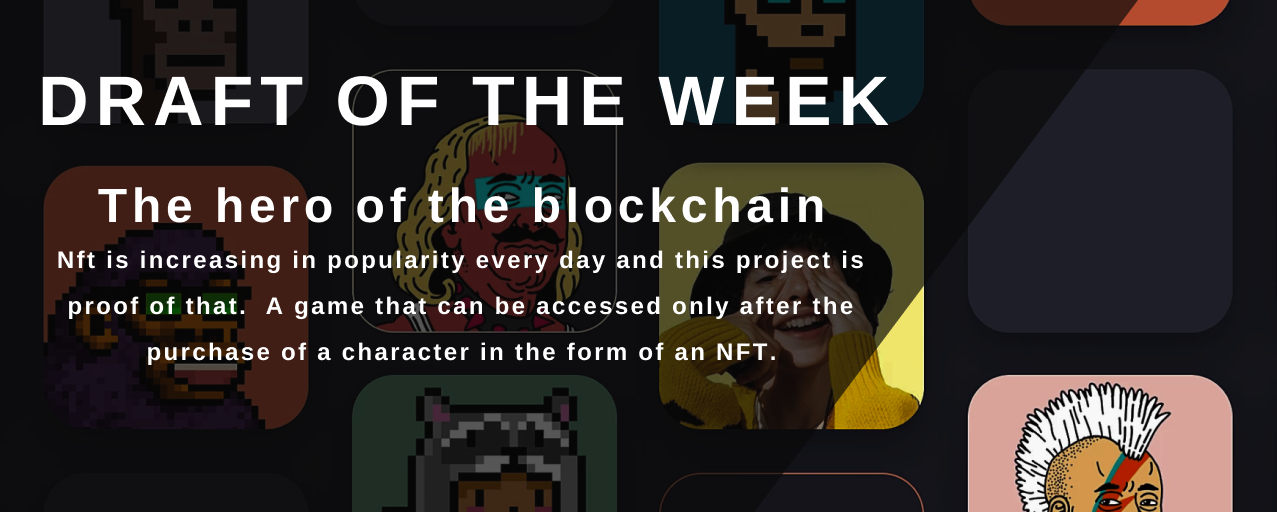 DRAFT OF THE WEEK
The hero of the blockchain
Nft is increasing in popularity every day and this project is
proof of that.  A game that can be accessed only after the
purchase of a character in the form of an NFT.